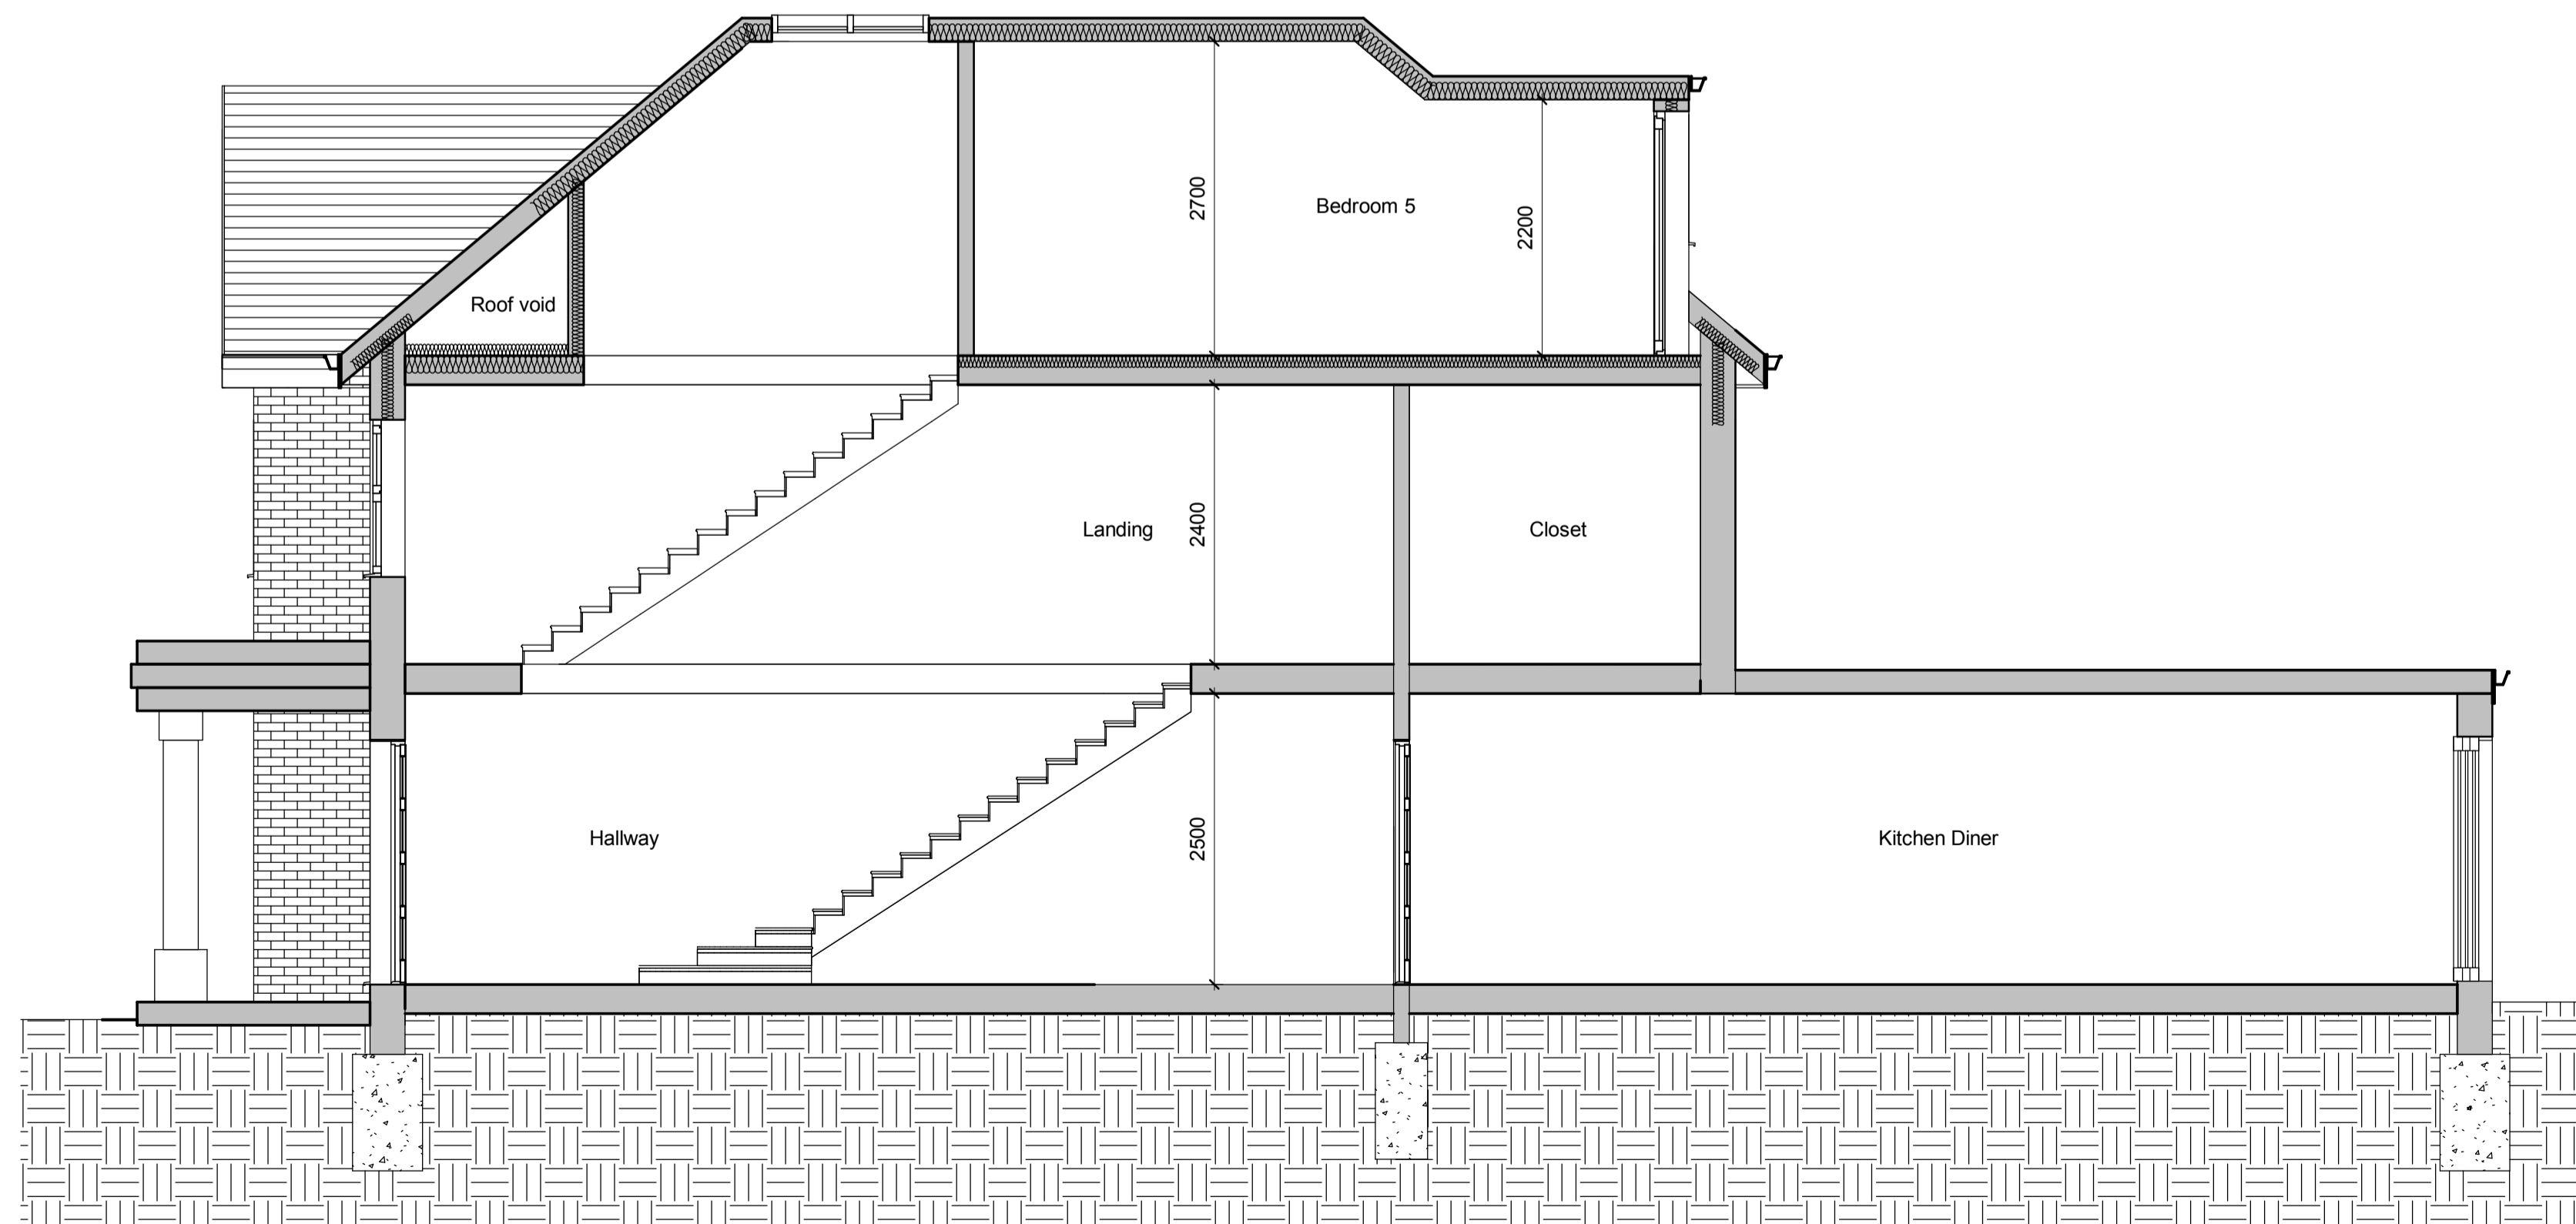 2700
Bedroom 5
2200
Roof void
Landing
2400
Closet
Hallway
2500
Kitchen Diner